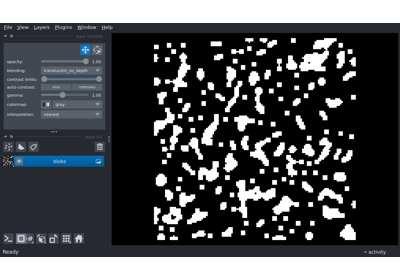 File View Layers Plugins Window Help
opacity: 1.00
blending: translucent_no_depth
contrast limits:
auto-contrast: once continuous
gamma: 1.00
colormap: gray
interpolation: nearest
blobs
Ready
activity